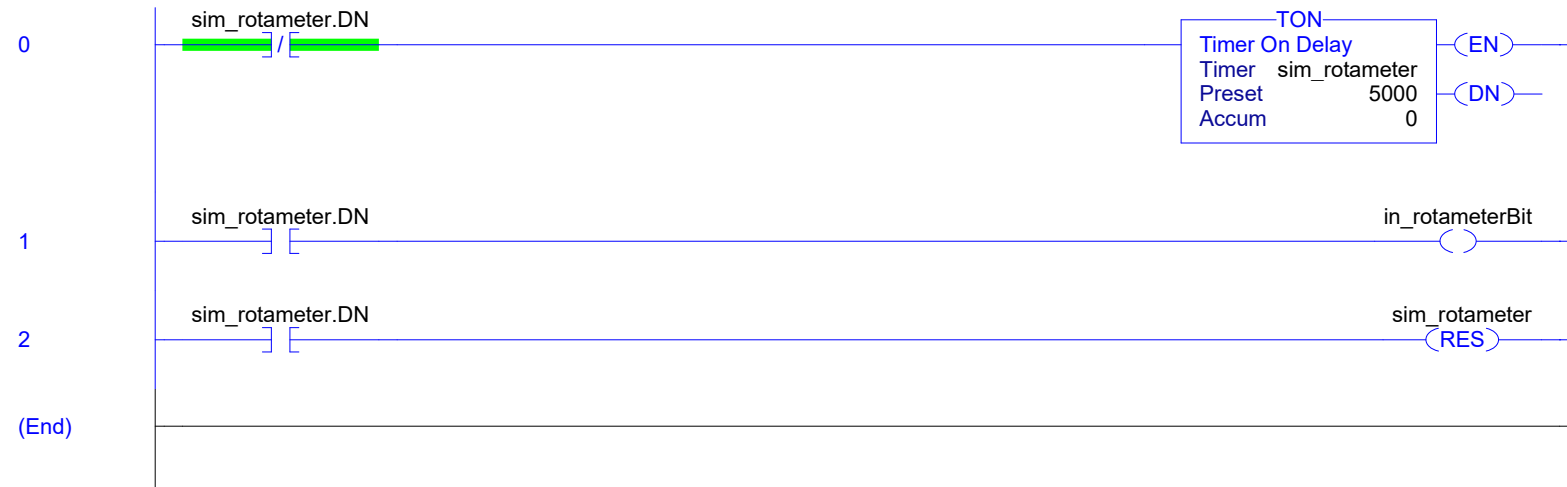 sim_rotameter.DN
0
/
TON
Timer On Delay
Timer sim_rotameter
Preset 5000
Accum 0
EN
DN
sim_rotameter.DN
in_rotameterBit
1
sim_rotameter.DN
sim_rotameter
2
RES
(End)